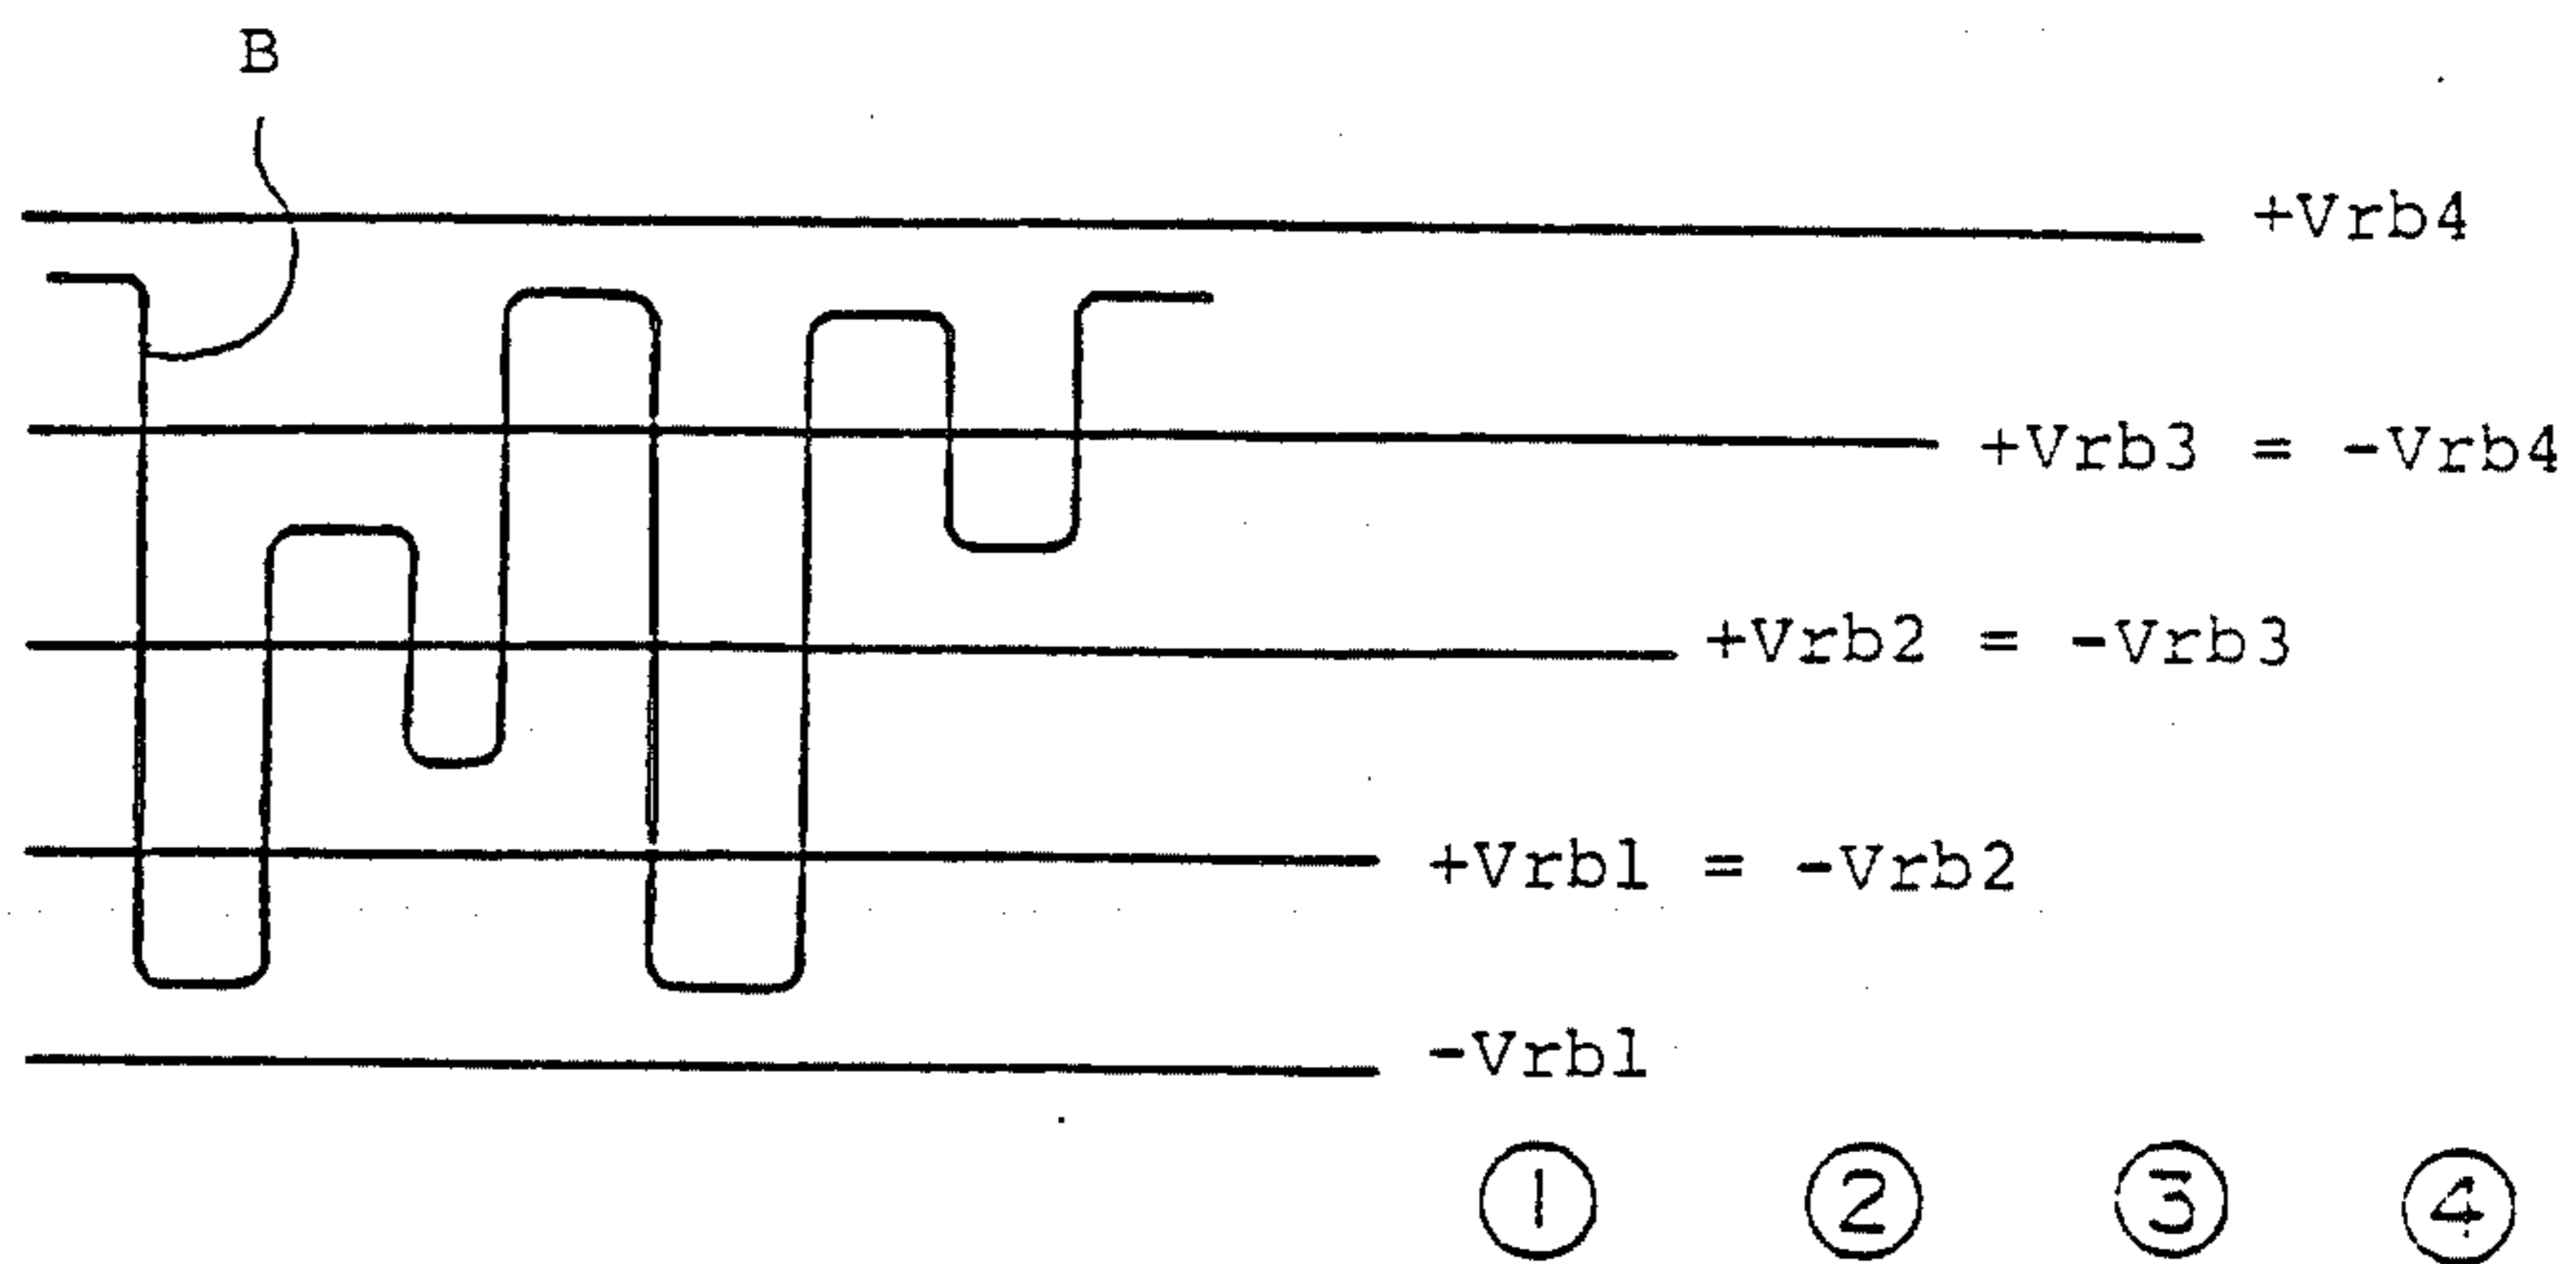 B
+Vrb4
+Vrb3 = -Vrb4
+Vrb2 = -Vrb3
+Vrb1 = -Vrb2
-Vrb1
① ② ③ ④